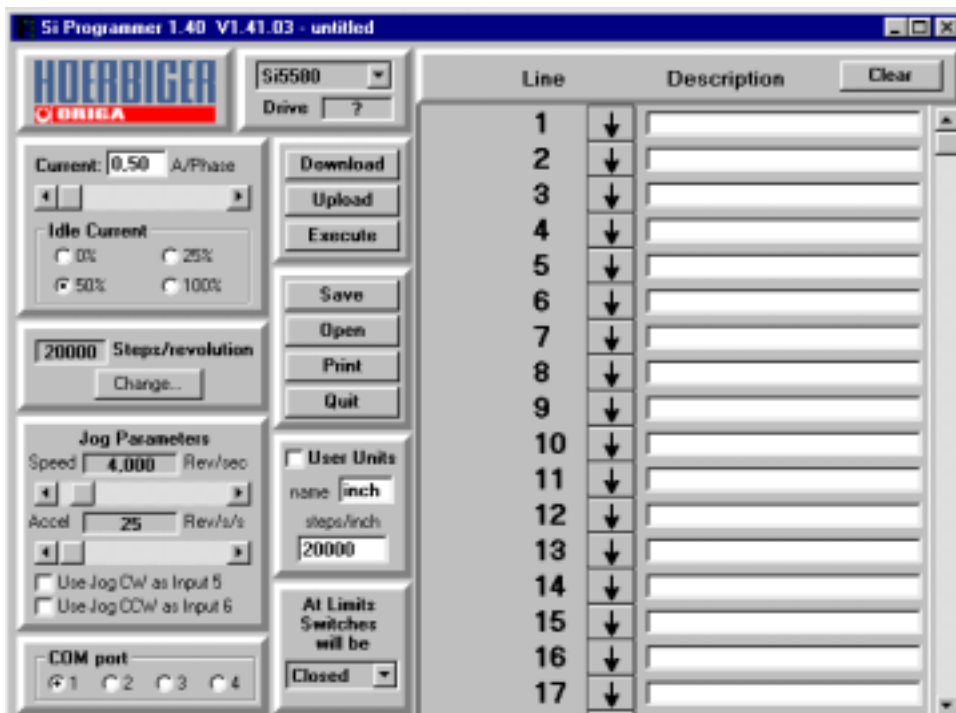 Si Programmer 1.40 V1.41.03 - untitled
HOERBIGER
ORIGA
Si5580
Drive ?
Line
Description
Clear
Current: 0.50 A/Phase
Idle Current
0% 25%
50% 100%
20000 Steps/revolution
Change...
Jog Parameters
Speed 4.000 Rev/sec
Accel 25 Rev/s/s
Use Jog CW as Input 5
Use Jog CCW as Input 6
COM port
1 2 3 4
Download
Upload
Execute
Save
Open
Print
Quit
User Units
name inch
steps/inch
20000
At Limits
Switches
will be
Closed
1
2
3
4
5
6
7
8
9
10
11
12
13
14
15
16
17